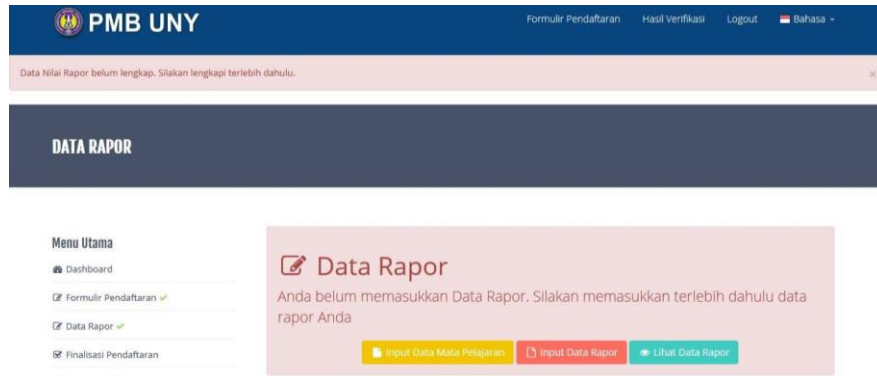 PMB UNY
Formulir Pendaftaran Hasil Verifikasi Logout Bahasa
Data Nilai Rapor belum lengkap. Silakan lengkapi terlebih dahulu. ×
DATA RAPOR
Menu Utama
Dashboard
Formulir Pendaftaran
Data Rapor
Finalisasi Pendaftaran
Data Rapor
Anda belum memasukkan Data Rapor. Silakan memasukkan terlebih dahulu data
rapor Anda
Input Data Mata Pelajaran Input Data Rapor Lihat Data Rapor